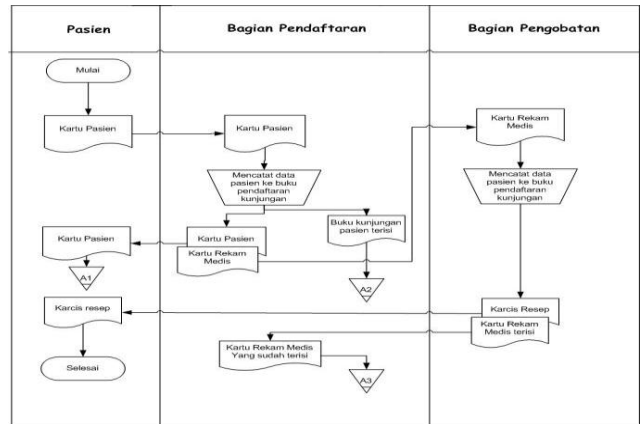 Pasien
Bagian Pendaftaran
Bagian Pengobatan
Mulai
Kartu Pasien
Kartu Pasien
Kartu Rekam
Medis
Mencatat data
pasien ke buku
pendaftaran
kunjungan
Mencatat data
pasien ke buku
pendaftaran
kunjungan
Kartu Pasien
Kartu Pasien
Kartu Rekam
Medis
Buku kunjungan
pasien terisi
A1
A2
Karcis resep
Karcis Resep
Kartu Rekam
Medis terisi
Kartu Rekam Medis
Yang sudah terisi
Selesai
A3